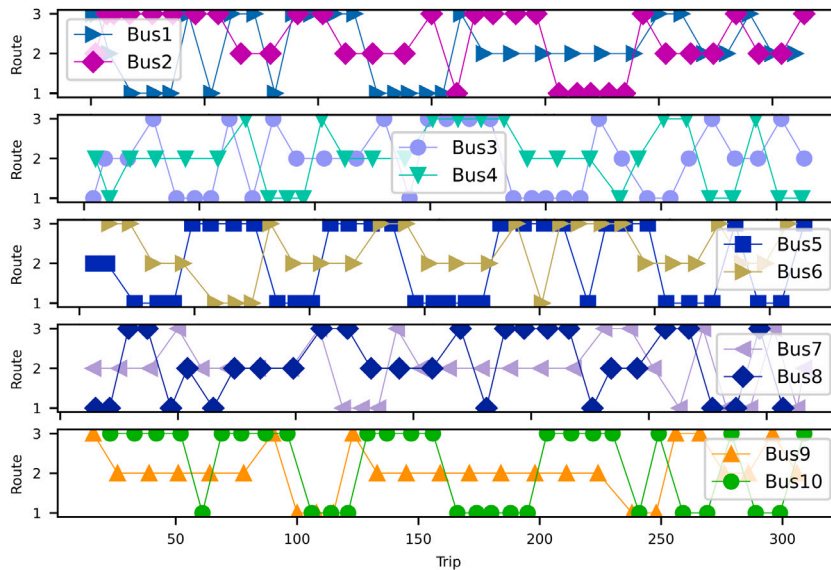 3
2
1
Route
Bus1
Bus2
3
2
1
Route
Bus3
Bus4
3
2
1
Route
Bus5
Bus6
3
2
1
Route
Bus7
Bus8
3
2
1
Route
Bus9
Bus10
50 100 150 200 250 300
Trip